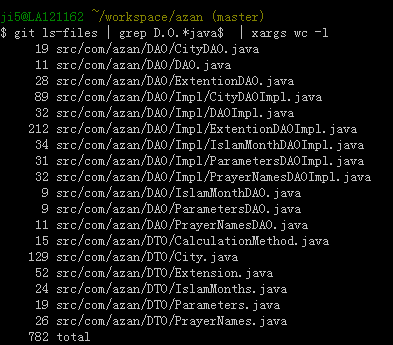 ji5@LA121162 ~/workspace/azan (master)
$ git ls-files | grep D.O.*java$  | xargs wc -l
   19 src/com/azan/DAO/CityDAO.java
   11 src/com/azan/DAO/DAO.java
   28 src/com/azan/DAO/ExtentionDAO.java
   89 src/com/azan/DAO/Impl/CityDAOImpl.java
   32 src/com/azan/DAO/Impl/DAOImpl.java
  212 src/com/azan/DAO/Impl/ExtentionDAOImpl.java
   34 src/com/azan/DAO/Impl/IslamMonthDAOImpl.java
   31 src/com/azan/DAO/Impl/ParametersDAOImpl.java
   32 src/com/azan/DAO/Impl/PrayerNamesDAOImpl.java
    9 src/com/azan/DAO/IslamMonthDAO.java
    9 src/com/azan/DAO/ParametersDAO.java
   11 src/com/azan/DAO/PrayerNamesDAO.java
   15 src/com/azan/DTO/CalculationMethod.java
  129 src/com/azan/DTO/City.java
   52 src/com/azan/DTO/Extension.java
   24 src/com/azan/DTO/IslamMonths.java
   19 src/com/azan/DTO/Parameters.java
   26 src/com/azan/DTO/PrayerNames.java
  782 total